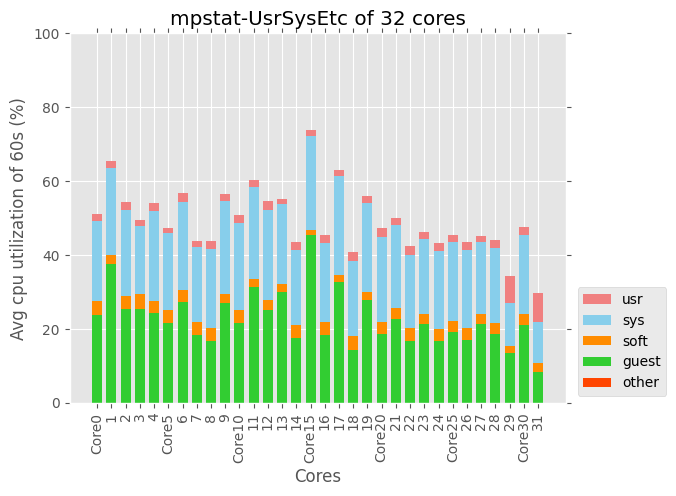 mpstat-UsrSysEtc of 32 cores
Avg cpu utilization of 60s (%)
100
80
60
40
20
0
Core0
1
2
3
4
Core5
6
7
8
9
Core10
11
12
13
14
Core15
16
17
18
19
Core20
21
22
23
24
Core25
26
27
28
29
Core30
31
Cores
usr
sys
soft
guest
other